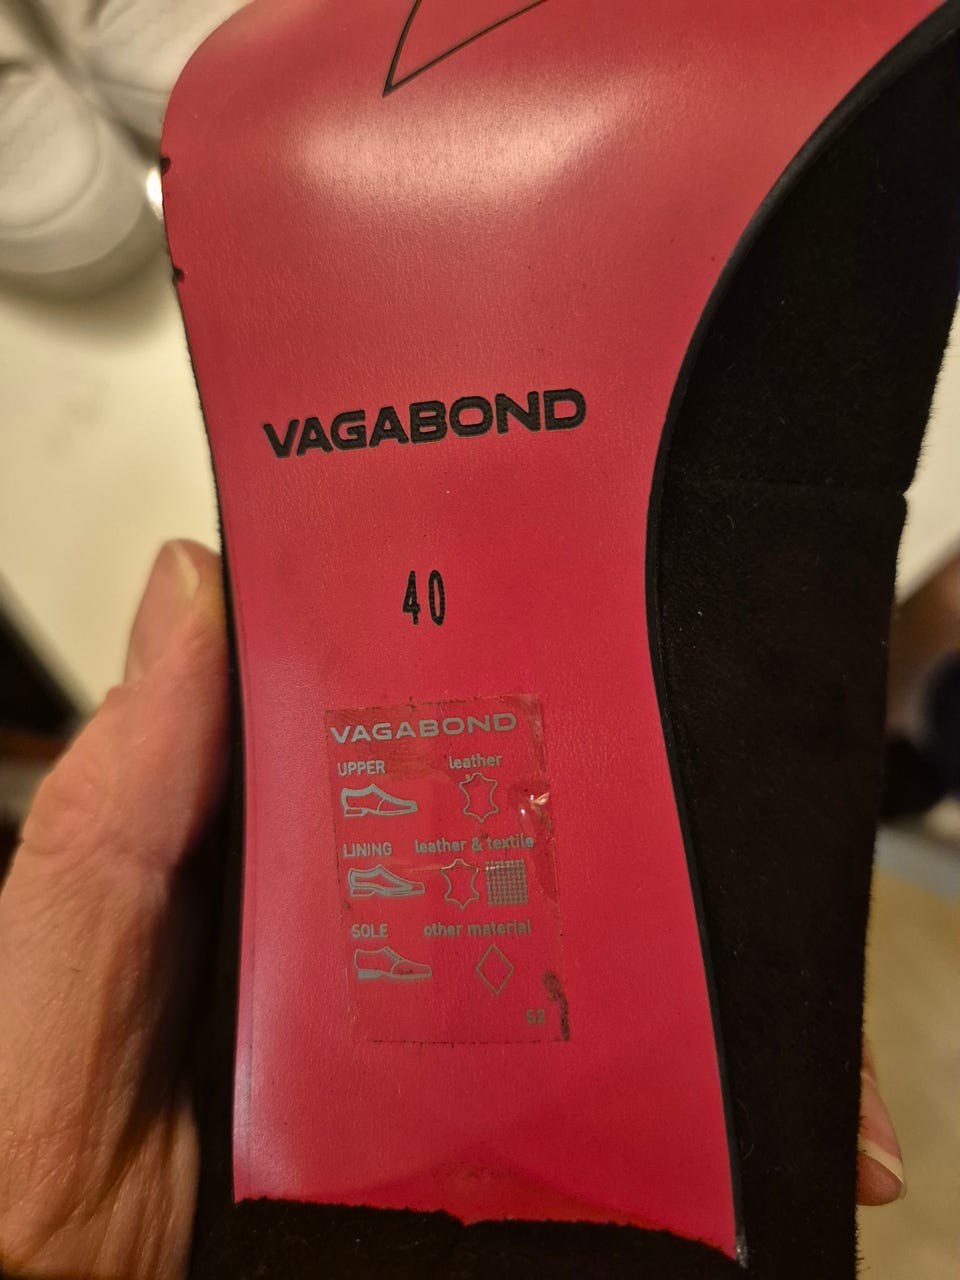 VAGABOND
40
VAGABOND
UPPER leather
LINING leather & textile
SOLE other material
52